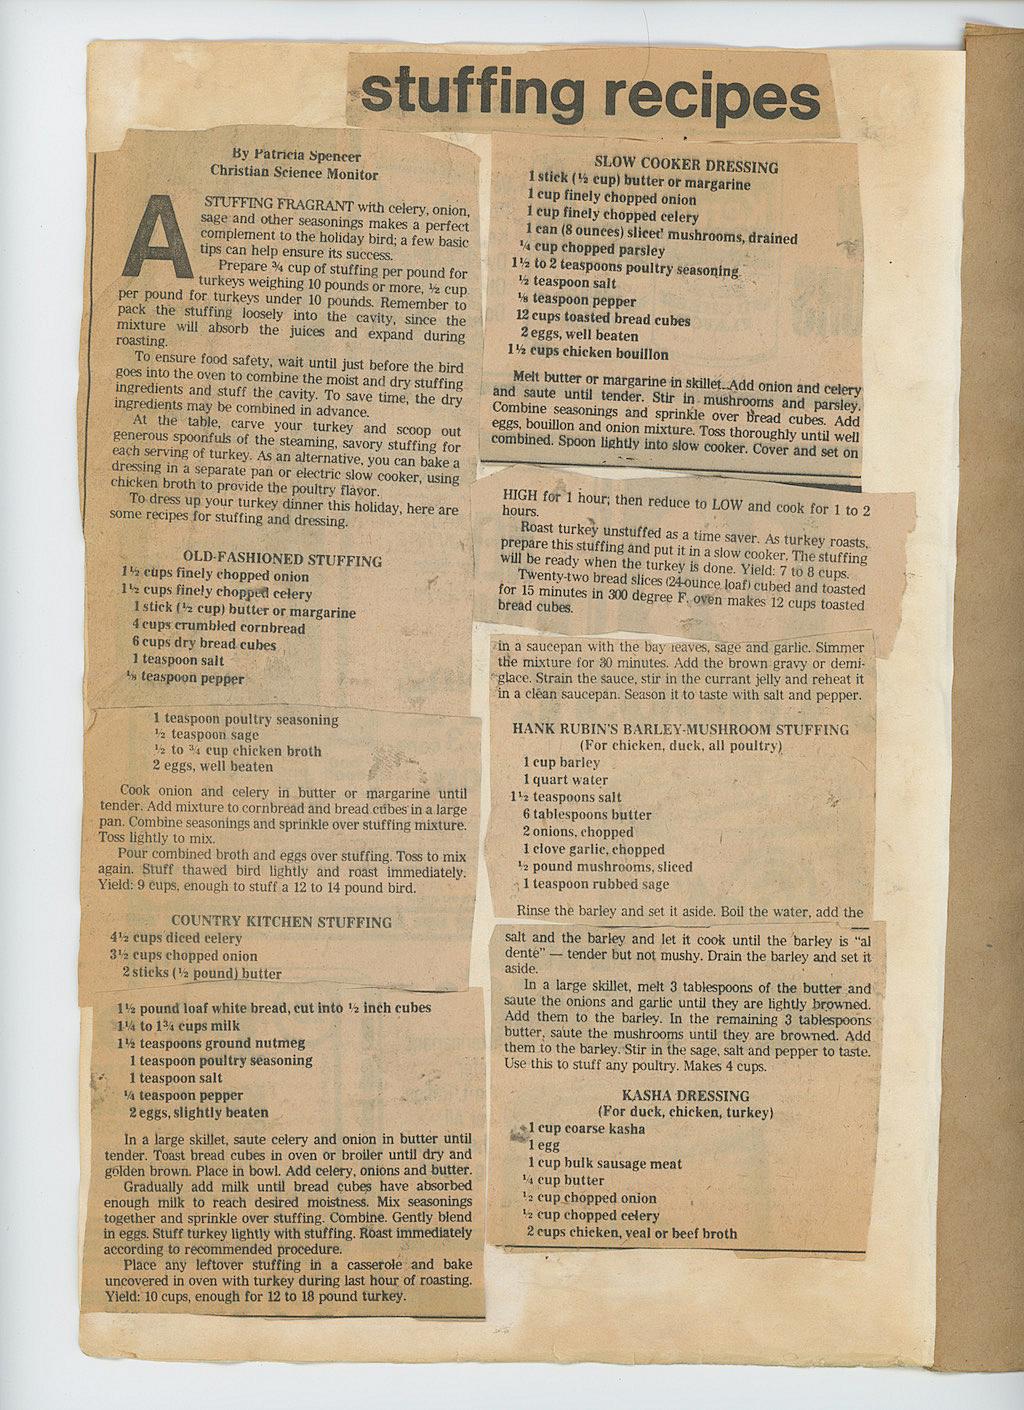 stuffing recipes
By Patricia Spencer
Christian Science Monitor
A STUFFING FRAGRANT with celery, onion,
sage and other seasonings makes a perfect
complement to the holiday bird; a few basic
tips can help ensure its success.
Prepare ¾ cup of stuffing per pound for
turkeys weighing 10 pounds or more, ½ cup
per pound for turkeys under 10 pounds. Remember to
pack the stuffing loosely into the cavity, since the
mixture will absorb the juices and expand during
roasting.
To ensure food safety, wait until just before the bird
goes into the oven to combine the moist and dry stuffing
ingredients and stuff the cavity. To save time, the dry
ingredients may be combined in advance.
At the table, carve your turkey and scoop out
generous spoonfuls of the steaming, savory stuffing for
each serving of turkey. As an alternative, you can bake a
dressing in a separate pan or electric slow cooker, using
chicken broth to provide the poultry flavor.
To dress up your turkey dinner this holiday, here are
some recipes for stuffing and dressing.
OLD-FASHIONED STUFFING
1½ cups finely chopped onion
1½ cups finely chopped celery
1 stick (½ cup) butter or margarine
4 cups crumbled cornbread
6 cups dry bread cubes
1 teaspoon salt
⅛ teaspoon pepper
1 teaspoon poultry seasoning
½ teaspoon sage
½ to ¾ cup chicken broth
2 eggs, well beaten
Cook onion and celery in butter or margarine until
tender. Add mixture to cornbread and bread cubes in a large
pan. Combine seasonings and sprinkle over stuffing mixture.
Toss lightly to mix.
Pour combined broth and eggs over stuffing. Toss to mix
again. Stuff thawed bird lightly and roast immediately.
Yield: 9 cups, enough to stuff a 12 to 14 pound bird.
COUNTRY KITCHEN STUFFING
4½ cups diced celery
3½ cups chopped onion
2 sticks (½ pound) butter
1½ pound loaf white bread, cut into ½ inch cubes
1¼ to 1¾ cups milk
1½ teaspoons ground nutmeg
1 teaspoon poultry seasoning
1 teaspoon salt
¼ teaspoon pepper
2 eggs, slightly beaten
In a large skillet, saute celery and onion in butter until
tender. Toast bread cubes in oven or broiler until dry and
golden brown. Place in bowl. Add celery, onions and butter.
Gradually add milk until bread cubes have absorbed
enough milk to reach desired moistness. Mix seasonings
together and sprinkle over stuffing. Combine. Gently blend
in eggs. Stuff turkey lightly with stuffing. Roast immediately
according to recommended procedure.
Place any leftover stuffing in a casserole and bake
uncovered in oven with turkey during last hour of roasting.
Yield: 10 cups, enough for 12 to 18 pound turkey.
SLOW COOKER DRESSING
1 stick (½ cup) butter or margarine
1 cup finely chopped onion
1 cup finely chopped celery
1 can (8 ounces) slice' mushrooms, drained
¼ cup chopped parsley
1½ to 2 teaspoons poultry seasoning
½ teaspoon salt
⅛ teaspoon pepper
12 cups toasted bread cubes
2 eggs, well beaten
1½ cups chicken bouillon
Melt butter or margarine in skillet. Add onion and celery
and saute until tender. Stir in mushrooms and parsley.
Combine seasonings and sprinkle over bread cubes. Add
eggs, bouillon and onion mixture. Toss thoroughly until well
combined. Spoon lightly into slow cooker. Cover and set on
HIGH for 1 hour; then reduce to LOW and cook for 1 to 2
hours.
Roast turkey unstuffed as a time saver. As turkey roasts,
prepare this stuffing and put it in a slow cooker. The stuffing
will be ready when the turkey is done. Yield: 7 to 8 cups.
Twenty-two bread slices (24-ounce loaf) cubed and toasted
for 15 minutes in 300 degree F. oven makes 12 cups toasted
bread cubes.
in a saucepan with the bay leaves, sage and garlic. Simmer
the mixture for 30 minutes. Add the brown gravy or demi-
glace. Strain the sauce, stir in the currant jelly and reheat it
in a clean saucepan. Season it to taste with salt and pepper.
HANK RUBIN'S BARLEY-MUSHROOM STUFFING
(For chicken, duck, all poultry)
1 cup barley
1 quart water
1½ teaspoons salt
6 tablespoons butter
2 onions, chopped
1 clove garlic, chopped
½ pound mushrooms, sliced
1 teaspoon rubbed sage
Rinse the barley and set it aside. Boil the water, add the
salt and the barley and let it cook until the barley is "al
dente" — tender but not mushy. Drain the barley and set it
aside.
In a large skillet, melt 3 tablespoons of the butter and
saute the onions and garlic until they are lightly browned.
Add them to the barley. In the remaining 3 tablespoons
butter, saute the mushrooms until they are browned. Add
them to the barley. Stir in the sage, salt and pepper to taste.
Use this to stuff any poultry. Makes 4 cups.
KASHA DRESSING
(For duck, chicken, turkey)
1 cup coarse kasha
1 egg
1 cup bulk sausage meat
¼ cup butter
½ cup chopped onion
½ cup chopped celery
2 cups chicken, veal or beef broth